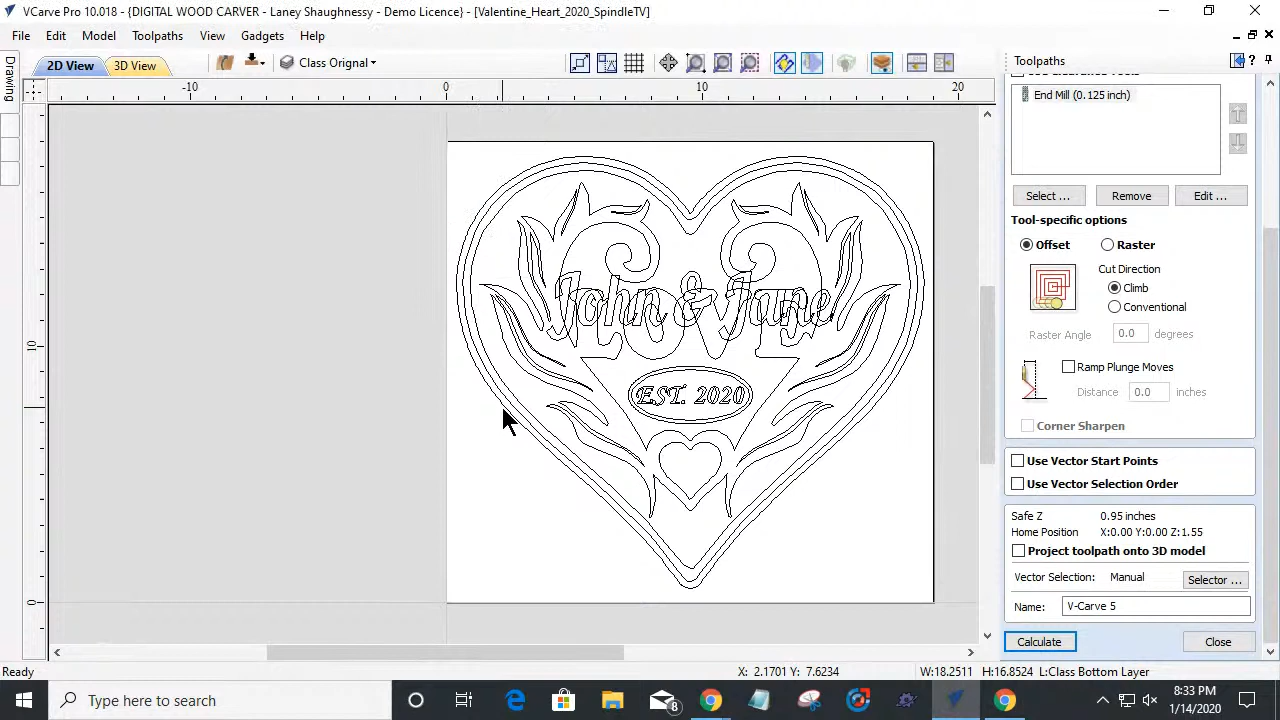 VCarve Pro 10.018 - {DIGITAL WOOD CARVER - Laney Shaughnessy - Demo Licence} - [Valentine_Heart_2020_SpindleTV]
File Edit Model Toolpaths View Gadgets Help
Drawing
2D View 3D View Class Orignal Toolpaths
-10 0 10 20
End Mill (0.125 inch)
Select ... Remove Edit ...
Tool-specific options
Offset Raster
Cut Direction
Climb
Conventional
Raster Angle 0.0 degrees
Ramp Plunge Moves
Distance 0.0 inches
Corner Sharpen
Use Vector Start Points
Use Vector Selection Order
Safe Z 0.95 inches
Home Position X:0.00 Y:0.00 Z:1.55
Project toolpath onto 3D model
Vector Selection: Manual Selector ...
Name: V-Carve 5
Calculate Close
John & Jane
LOVE
EST. 2020
10
0
Ready X: 2.1701 Y: 7.6234 W:18.2511 H:16.8524 L:Class Bottom Layer
Type here to search
8
8:33 PM
1/14/2020